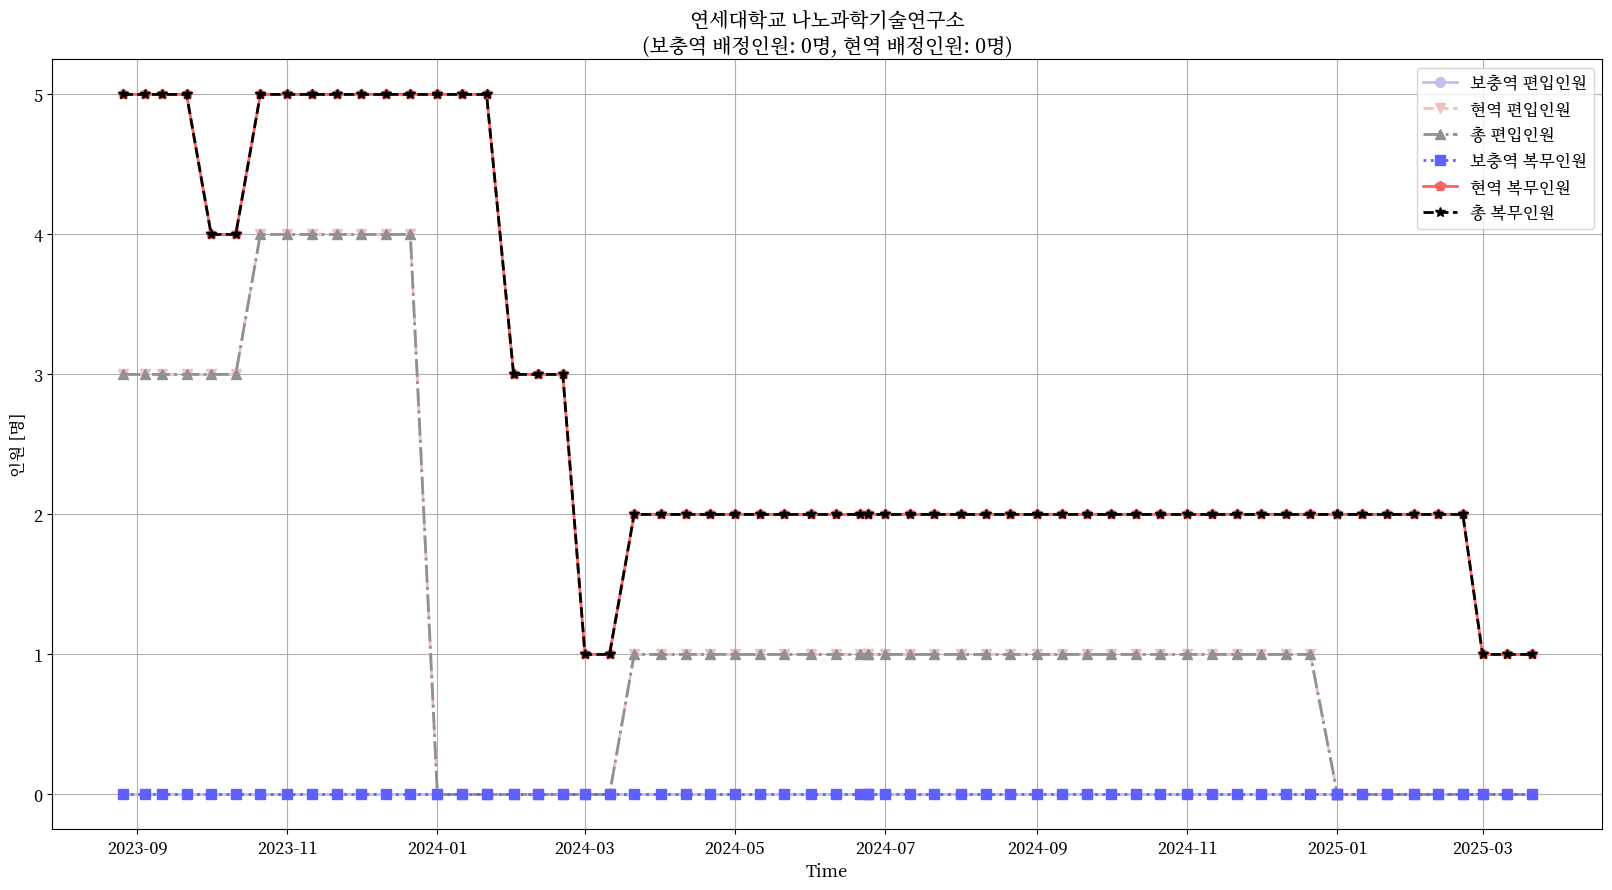 연세대학교 나노과학기술연구소
(보충역 배정인원: 0명, 현역 배정인원: 0명)
보충역 편입인원
현역 편입인원
총 편입인원
보충역 복무인원
현역 복무인원
총 복무인원
인원 [명]
5
4
3
2
1
0
2023-09
2023-11
2024-01
2024-03
2024-05
2024-07
2024-09
2024-11
2025-01
2025-03
Time